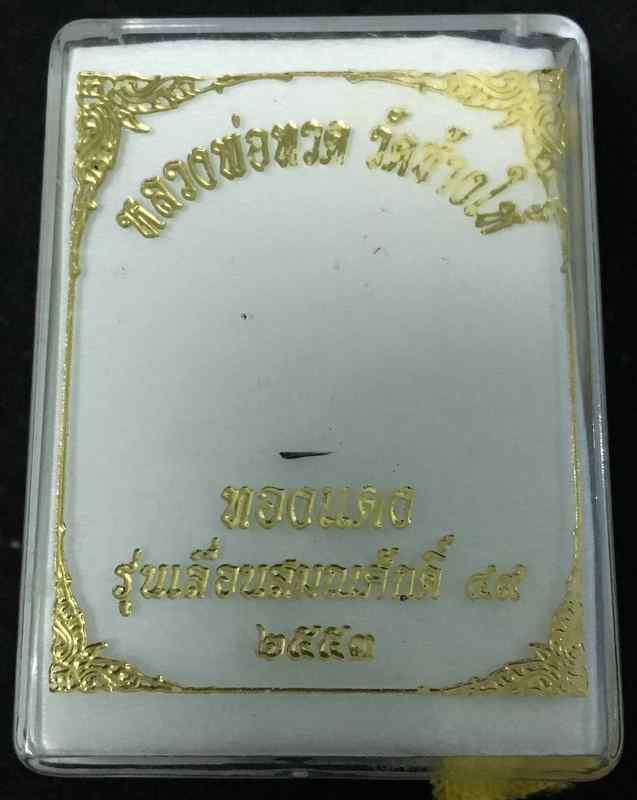 หลวงพ่อทวด วัดช้างให้
ทองแดง
รุ่นเลื่อนสมณศักดิ์ ๔๙
๒๕๕๓